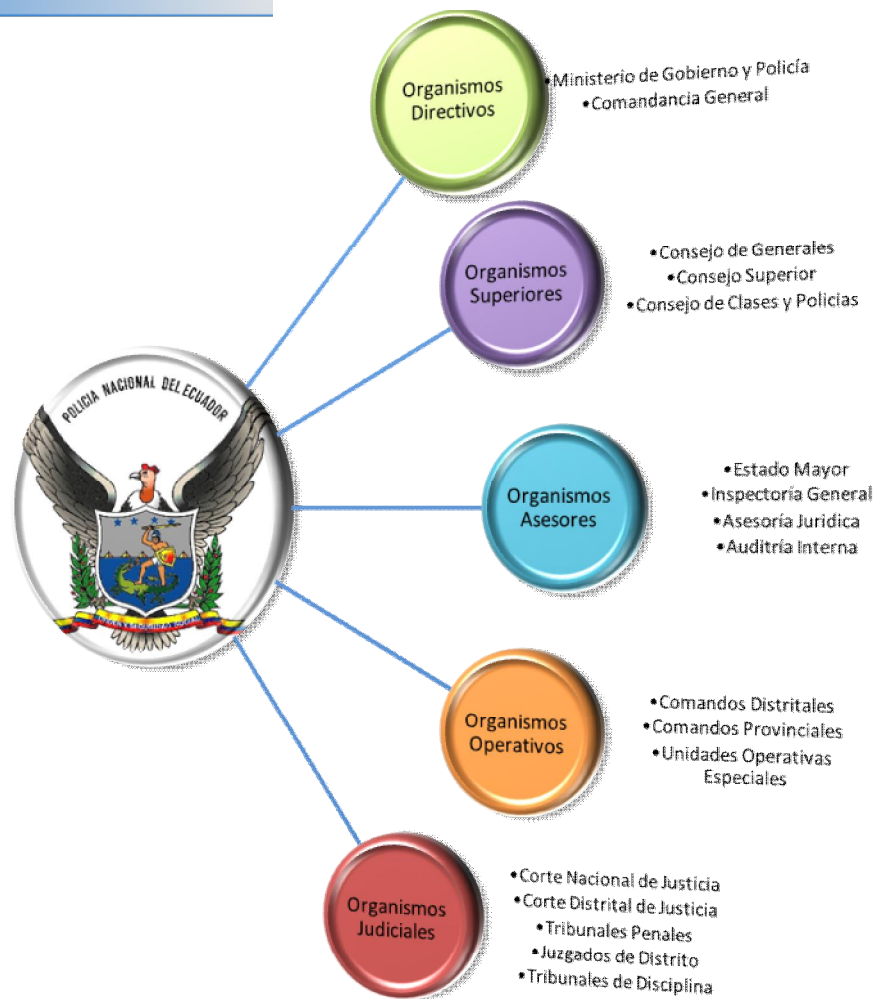 Organismos
Directivos
•Ministerio de Gobierno y Policía
•Comandancia General
Organismos
Superiores
•Consejo de Generales
•Consejo Superior
•Consejo de Clases y Policias
POLICIA NACIONAL DEL ECUADOR
Organismos
Asesores
•Estado Mayor
•Inspectoría General
•Asesoría Juridica
•Auditría Interna
Organismos
Operativos
•Comandos Distritales
•Comandos Provinciales
•Unidades Operativas
Especiales
Organismos
Judiciales
•Corte Nacional de Justicia
•Corte Distrital de Justicia
•Tribunales Penales
•Juzgados de Distrito
•Tribunales de Disciplina